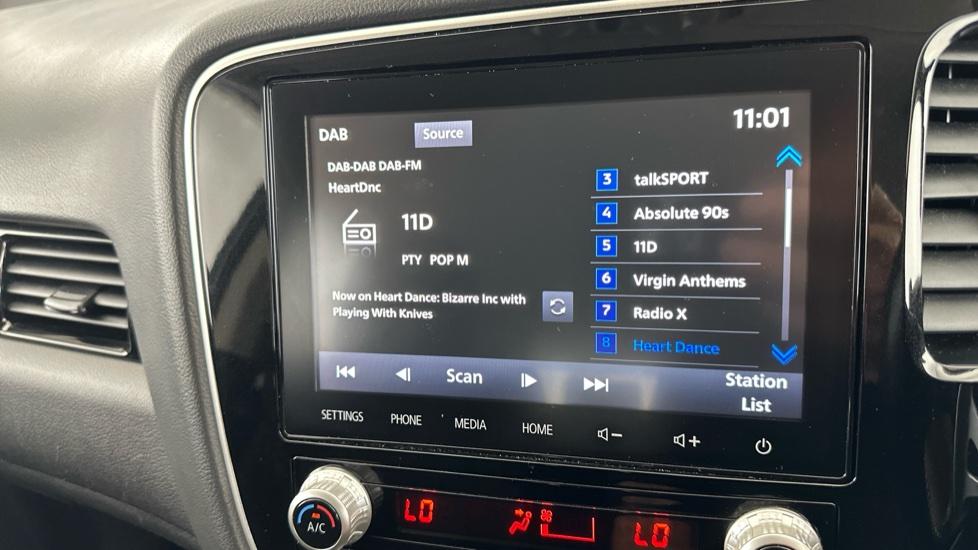 DAB
Source
11:01
DAB-DAB DAB-FM
HeartDnc
11D
PTY POP M
Now on Heart Dance: Bizarre Inc with
Playing With Knives
3 talkSPORT
4 Absolute 90s
5 11D
6 Virgin Anthems
7 Radio X
8 Heart Dance
Scan
Station
List
SETTINGS
PHONE
MEDIA
HOME
A/C
LO
LO